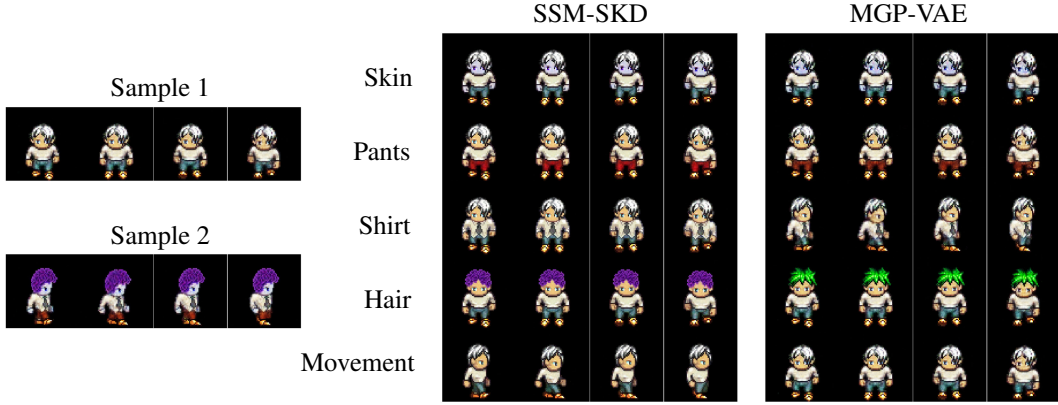 SSM-SKD
MGP-VAE
Sample 1
Sample 2
Skin
Pants
Shirt
Hair
Movement